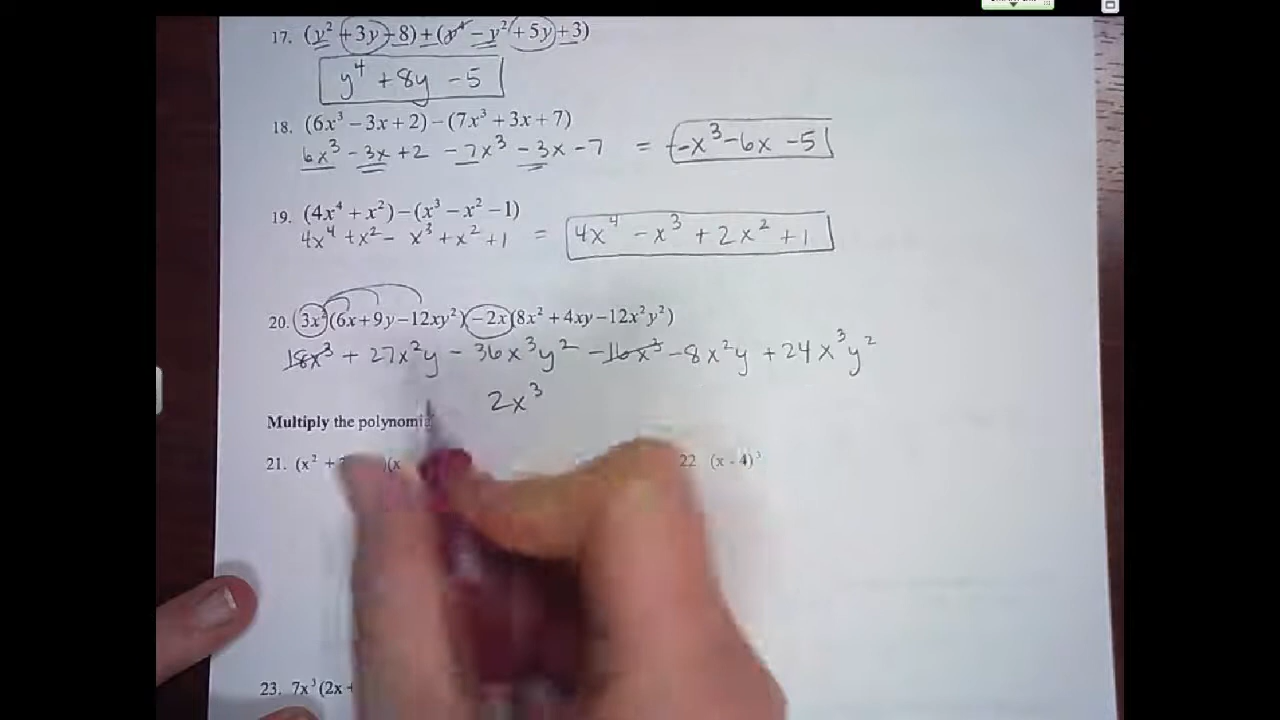 17. (y² + 3y - 8) + (y⁴ - y² + 5y + 3)
y⁴ + 8y - 5
18. (6x³ - 3x + 2) - (7x³ + 3x + 7)
6x³ - 3x + 2 - 7x³ - 3x - 7 = -x³ - 6x - 5
19. (4x⁴ + x²) - (x³ - x² - 1)
4x⁴ + x² - x³ + x² + 1 = 4x⁴ - x³ + 2x² + 1
20. (3x²(6x + 9y - 12xy²) - 2x(8x² + 4xy - 12x²y²)
18x³ + 27x²y - 36x³y² - 16x³ - 8x²y + 24x³y²
2x³
Multiply the
21. (x² + )(x 22 (x - 4)³
23. 7x³(2x +